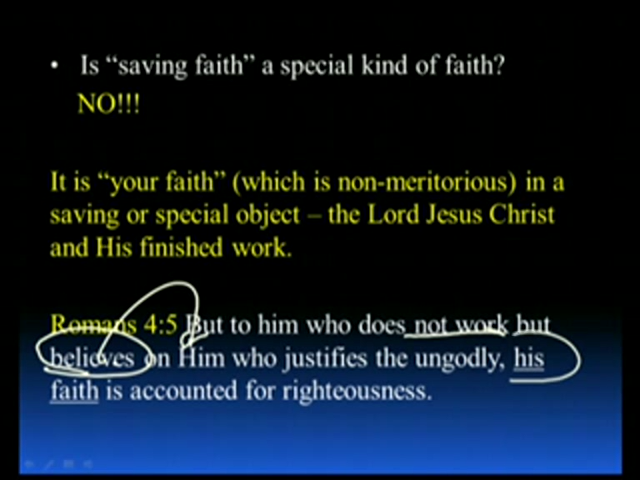 • Is “saving faith” a special kind of faith?
NO!!!
It is “your faith” (which is non-meritorious) in a
saving or special object – the Lord Jesus Christ
and His finished work.
Romans 4:5 But to him who does not work but
believes on Him who justifies the ungodly, his
faith is accounted for righteousness.